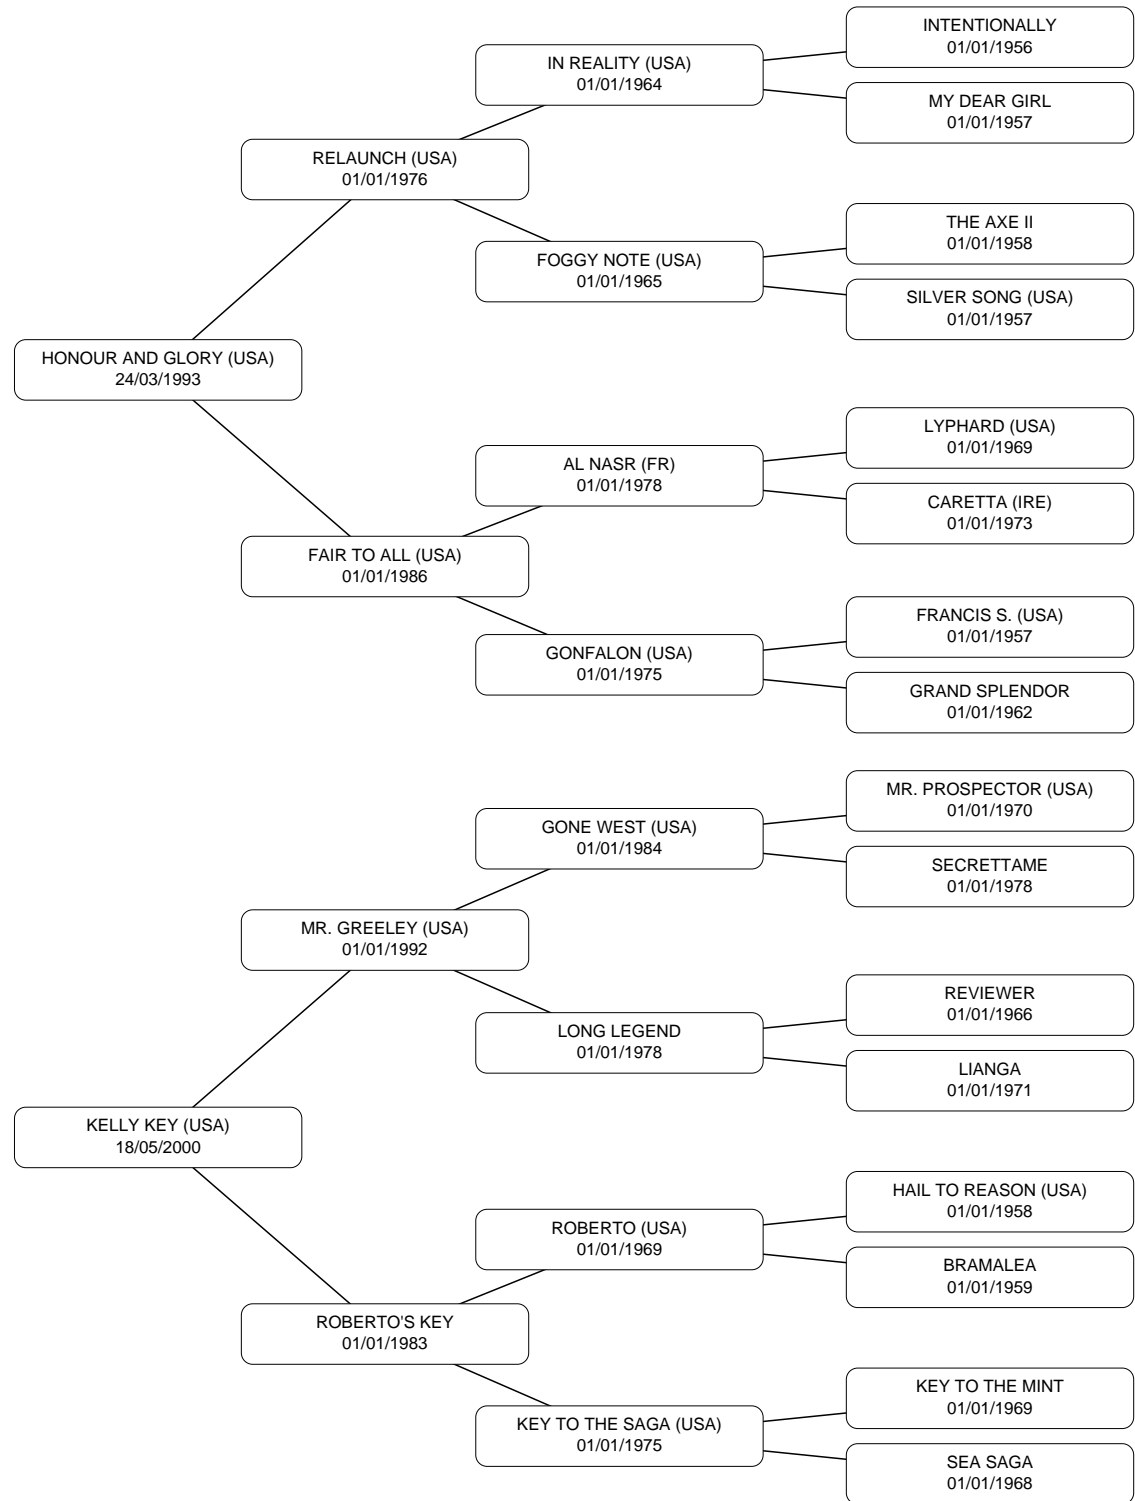 INTENTIONALLY
01/01/1956
IN REALITY (USA)
01/01/1964
MY DEAR GIRL
01/01/1957
RELAUNCH (USA)
01/01/1976
THE AXE II
01/01/1958
FOGGY NOTE (USA)
01/01/1965
SILVER SONG (USA)
01/01/1957
HONOUR AND GLORY (USA)
24/03/1993
LYPHARD (USA)
01/01/1969
AL NASR (FR)
01/01/1978
CARETTA (IRE)
01/01/1973
FAIR TO ALL (USA)
01/01/1986
FRANCIS S. (USA)
01/01/1957
GONFALON (USA)
01/01/1975
GRAND SPLENDOR
01/01/1962
MR. PROSPECTOR (USA)
01/01/1970
GONE WEST (USA)
01/01/1984
SECRETTAME
01/01/1978
MR. GREELEY (USA)
01/01/1992
REVIEWER
01/01/1966
LONG LEGEND
01/01/1978
LIANGA
01/01/1971
KELLY KEY (USA)
18/05/2000
HAIL TO REASON (USA)
01/01/1958
ROBERTO (USA)
01/01/1969
BRAMALEA
01/01/1959
ROBERTO'S KEY
01/01/1983
KEY TO THE MINT
01/01/1969
KEY TO THE SAGA (USA)
01/01/1975
SEA SAGA
01/01/1968